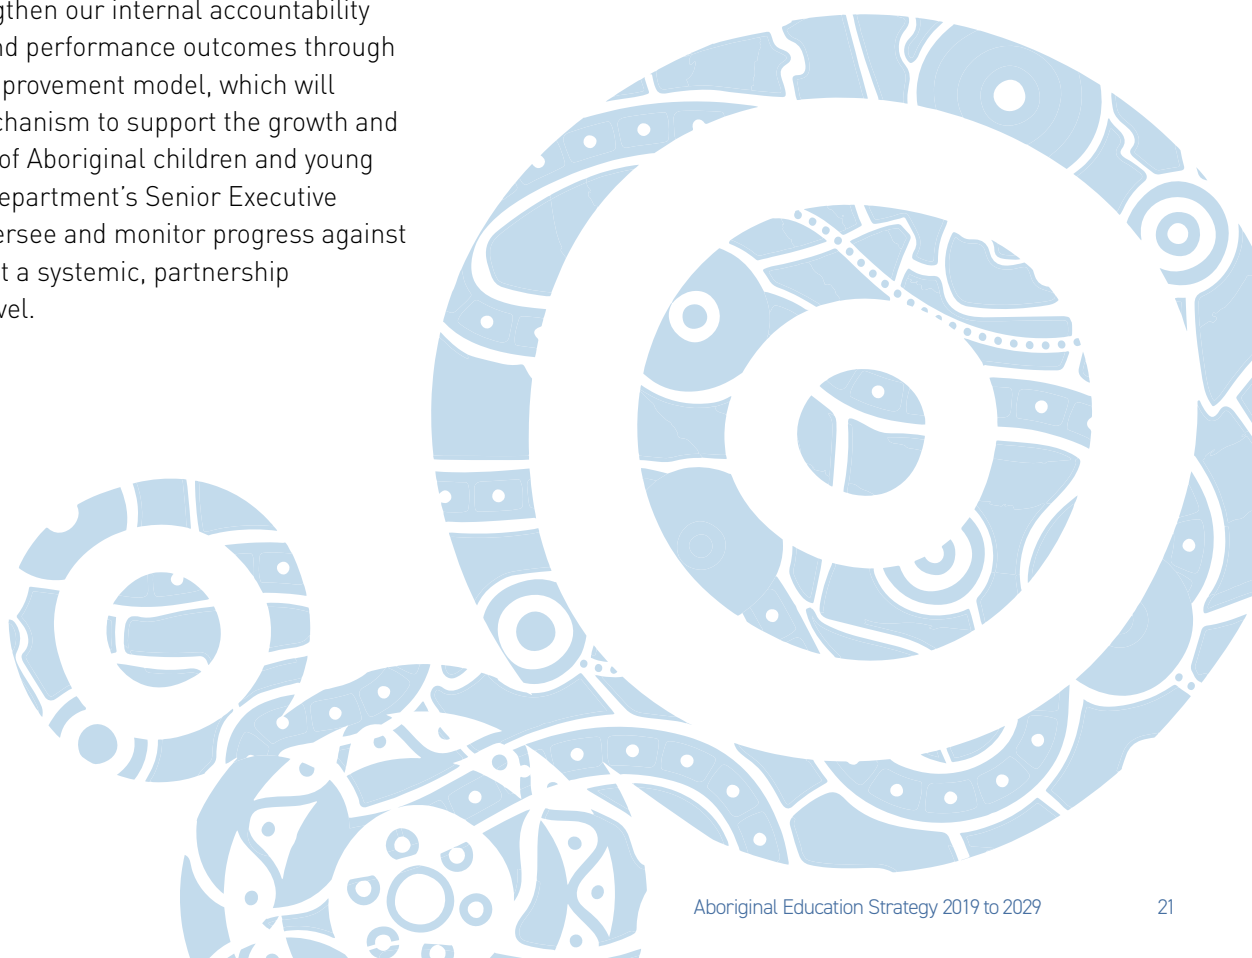 gthen our internal accountability
nd performance outcomes through
provement model, which will
chanism to support the growth and
of Aboriginal children and young
epartment’s Senior Executive
ersee and monitor progress against
t a systemic, partnership
vel.
Aboriginal Education Strategy 2019 to 2029
21